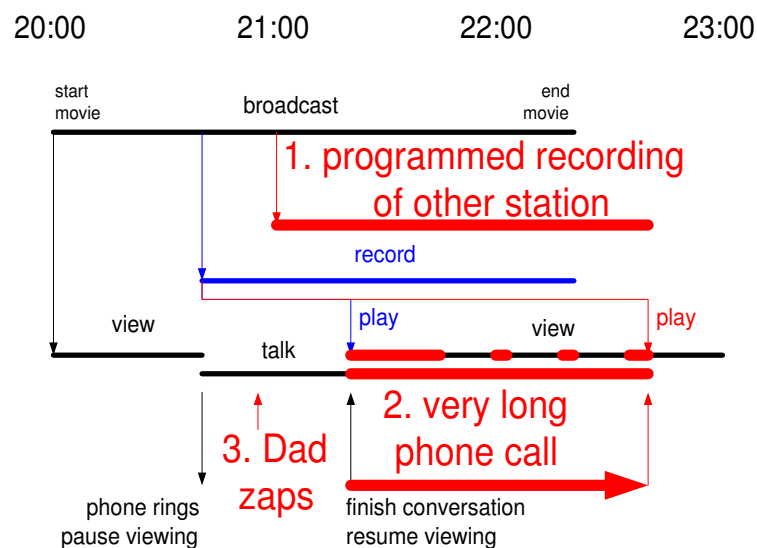 20:00 21:00 22:00 23:00
start
movie
broadcast
end
movie
1. programmed recording
of other station
record
view
play
view
play
talk
2. very long
phone call
3. Dad
zaps
phone rings
pause viewing
finish conversation
resume viewing